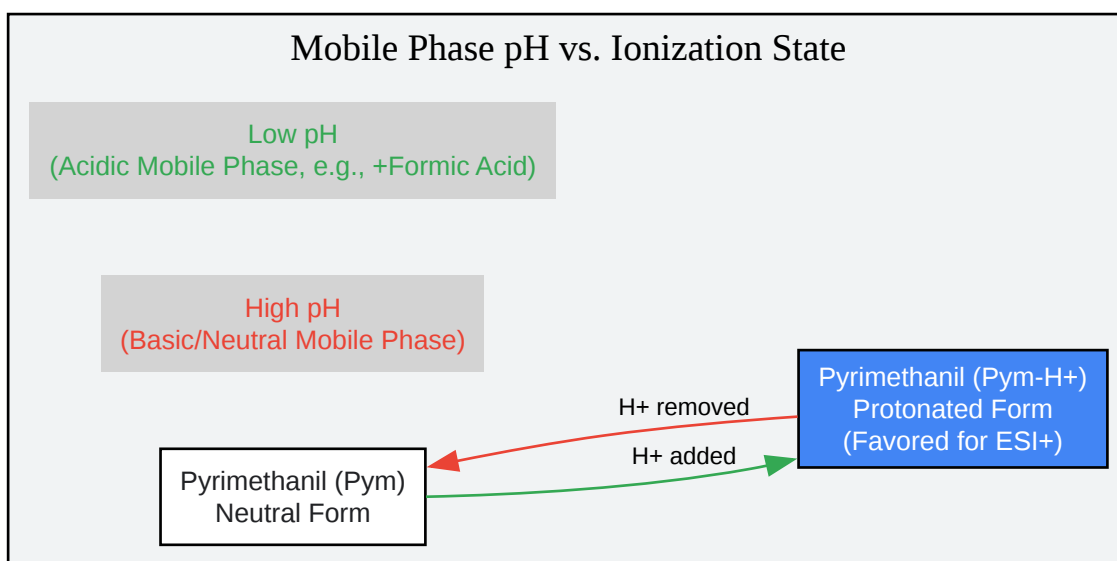 Mobile Phase pH vs. Ionization State
Low pH
(Acidic Mobile Phase, e.g., +Formic Acid)
High pH
(Basic/Neutral Mobile Phase)
Pyrimethanil (Pym-H+)
Protonated Form
(Favored for ESI+)
H+ removed
H+ added
Pyrimethanil (Pym)
Neutral Form